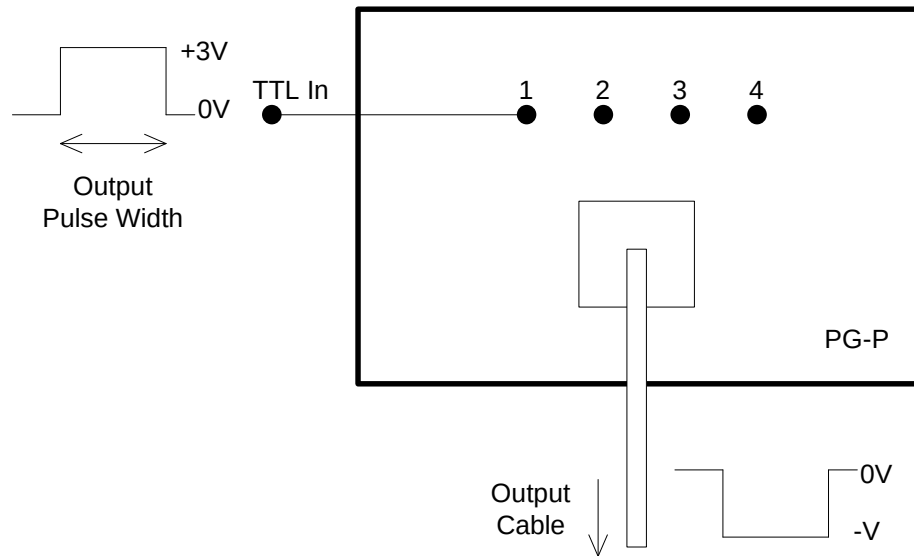 +3V
0V
TTL In
1
2
3
4
Output
Pulse Width
PG-P
Output
Cable
0V
-V